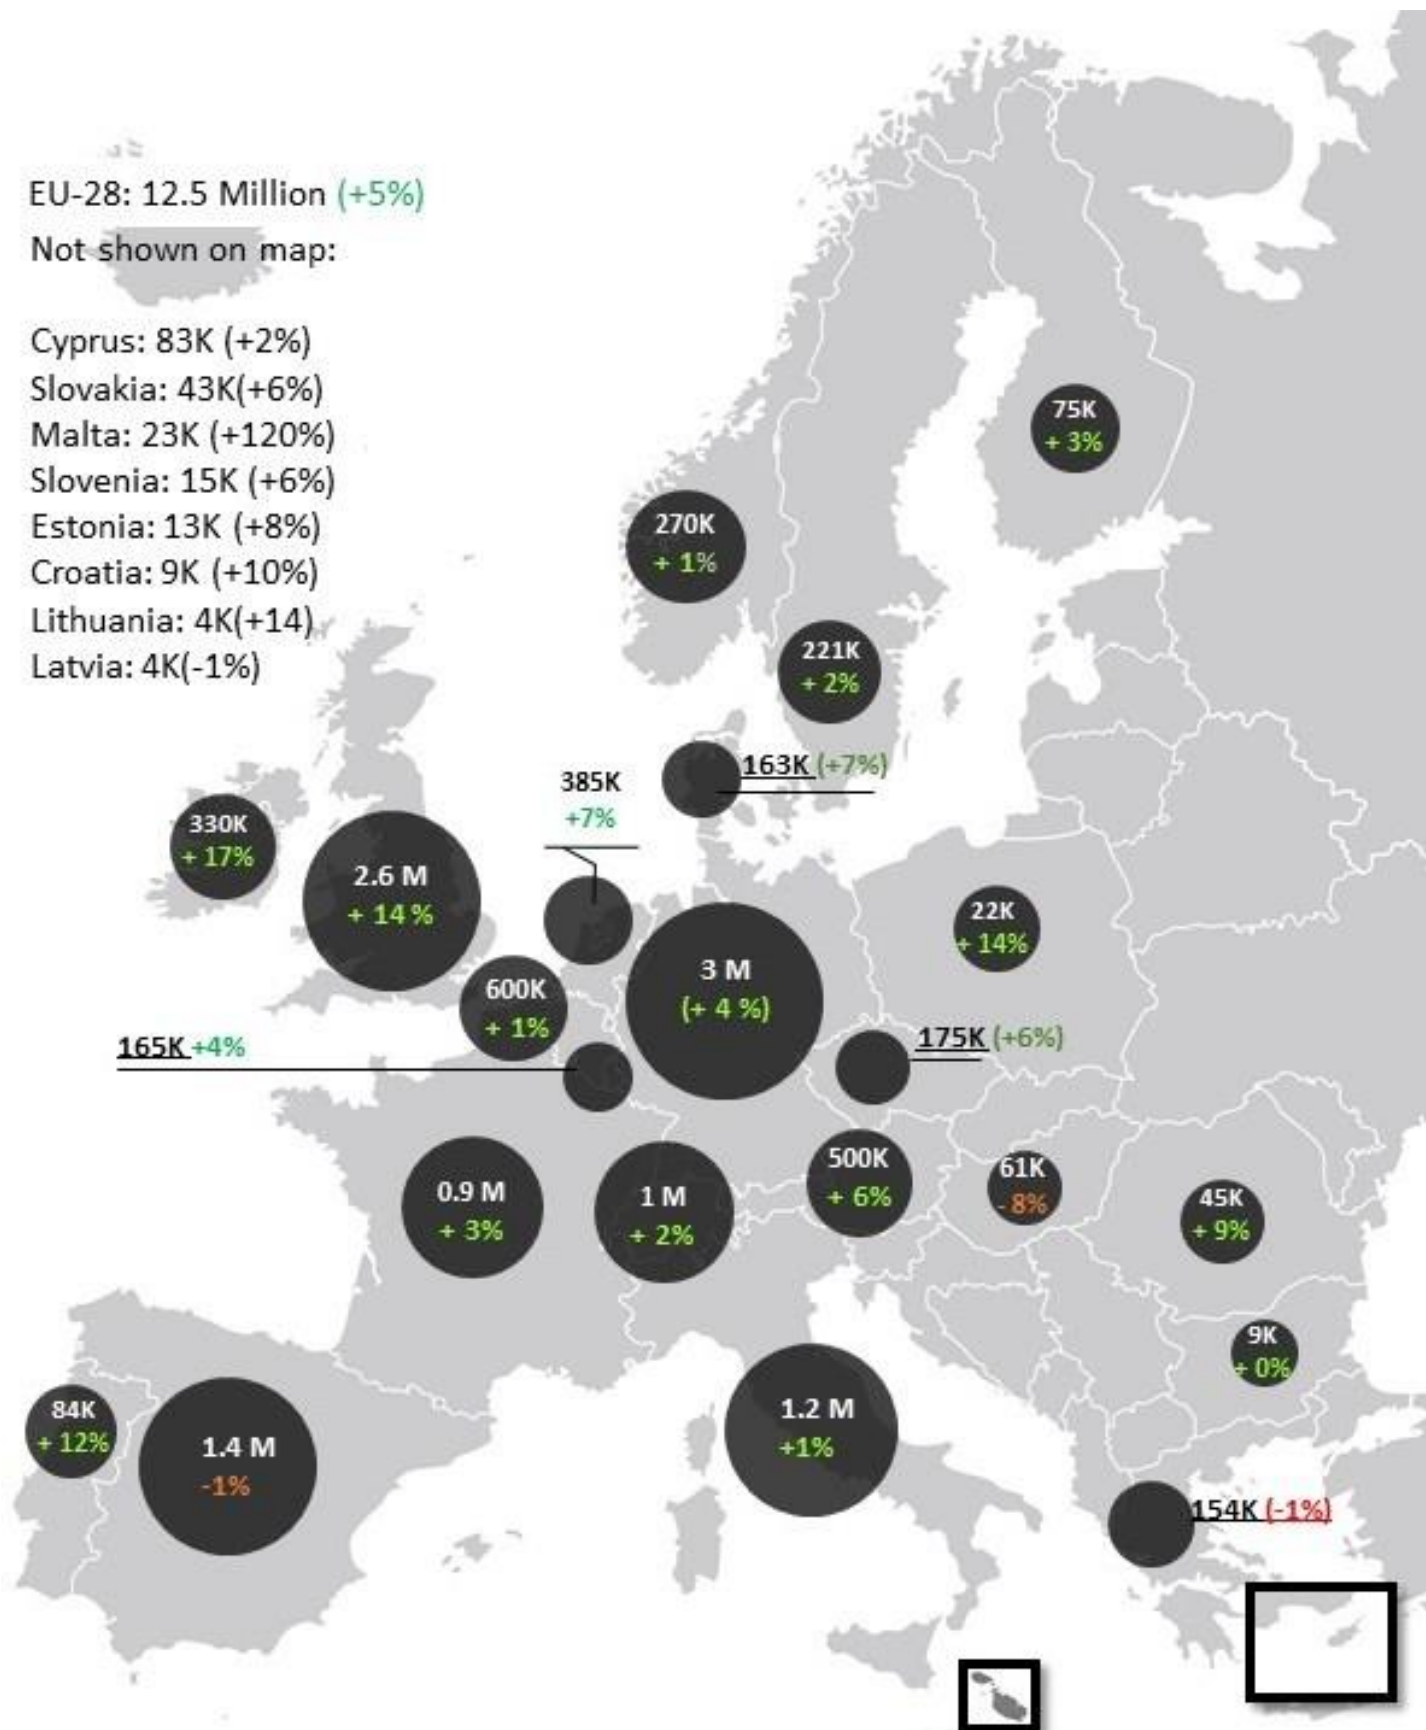 EU-28: 12.5 Million (+5%)
Not shown on map:
Cyprus: 83K (+2%)
Slovakia: 43K(+6%)
Malta: 23K (+120%)
Slovenia: 15K (+6%)
Estonia: 13K (+8%)
Croatia: 9K (+10%)
Lithuania: 4K(+14)
Latvia: 4K(-1%)
75K
+ 3%
270K
+ 1%
221K
+ 2%
163K (+7%)
385K
+7%
330K
+ 17%
2.6 M
+ 14 %
22K
+ 14%
3 M
(+ 4 %)
600K
+ 1%
165K +4%
175K (+6%)
500K
+ 6%
61K
- 8%
0.9 M
+ 3%
1 M
+ 2%
45K
+ 9%
9K
+ 0%
84K
+ 12%
1.4 M
-1%
1.2 M
+1%
154K (-1%)